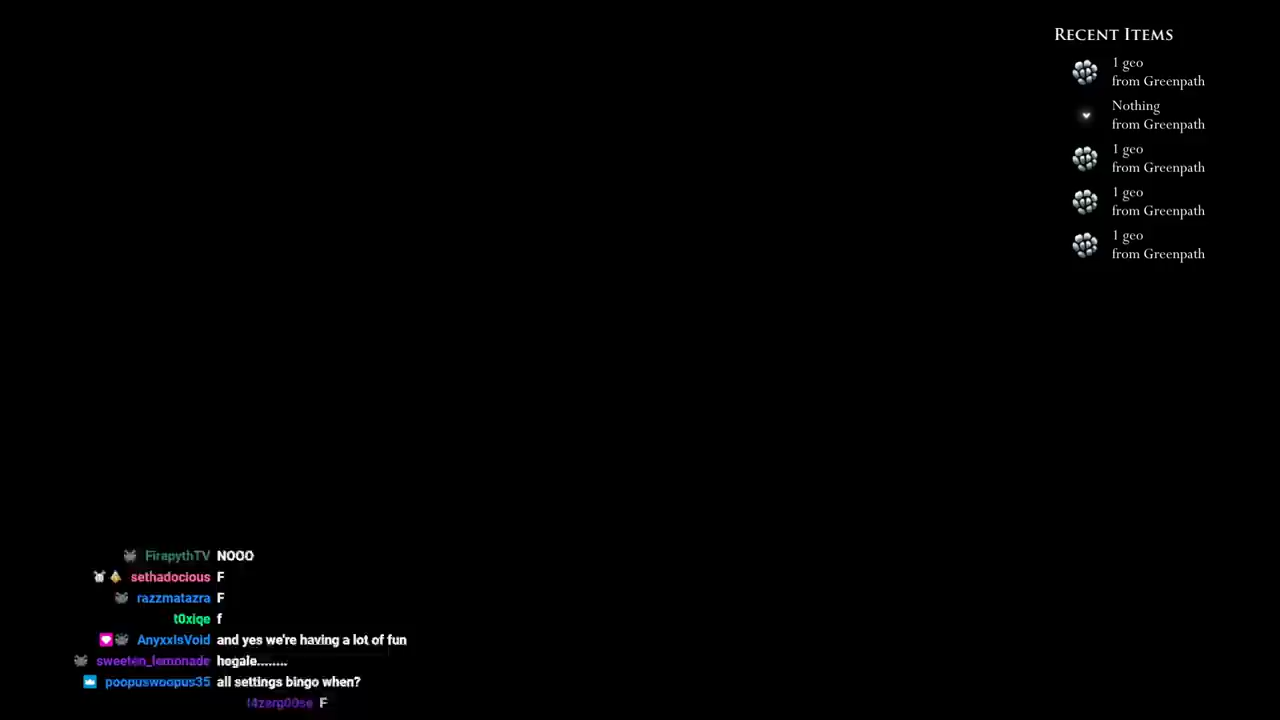 Recent Items
1 geo
from Greenpath
Nothing
from Greenpath
1 geo
from Greenpath
1 geo
from Greenpath
1 geo
from Greenpath
FirapythTV NOOO
sethadocious F
razzmatazra F
t0xiqe f
AnyxxIsVoid and yes we're having a lot of fun
sweeten_lemonade hogale........
poopuswoopus35 all settings bingo when?
l4zerg00se F